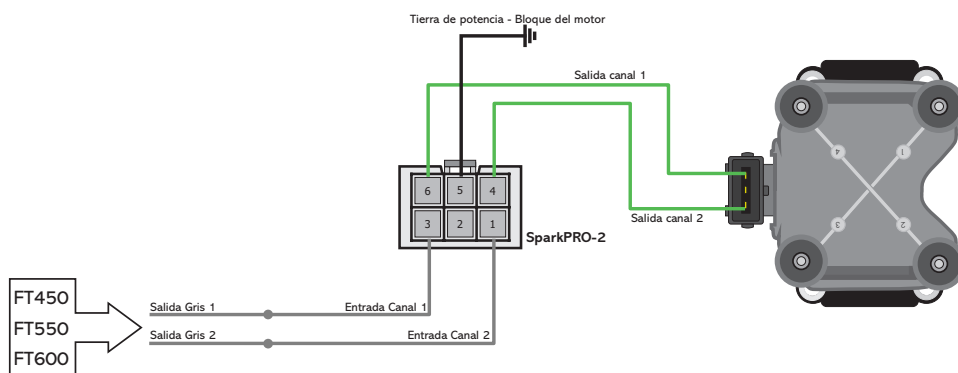 Tierra de potencia - Bloque del motor
Salida canal 1
6 5 4
3 2 1
Salida canal 2
SparkPRO-2
4 1
3 2
FT450
FT550
FT600
Salida Gris 1 Entrada Canal 1
Salida Gris 2 Entrada Canal 2